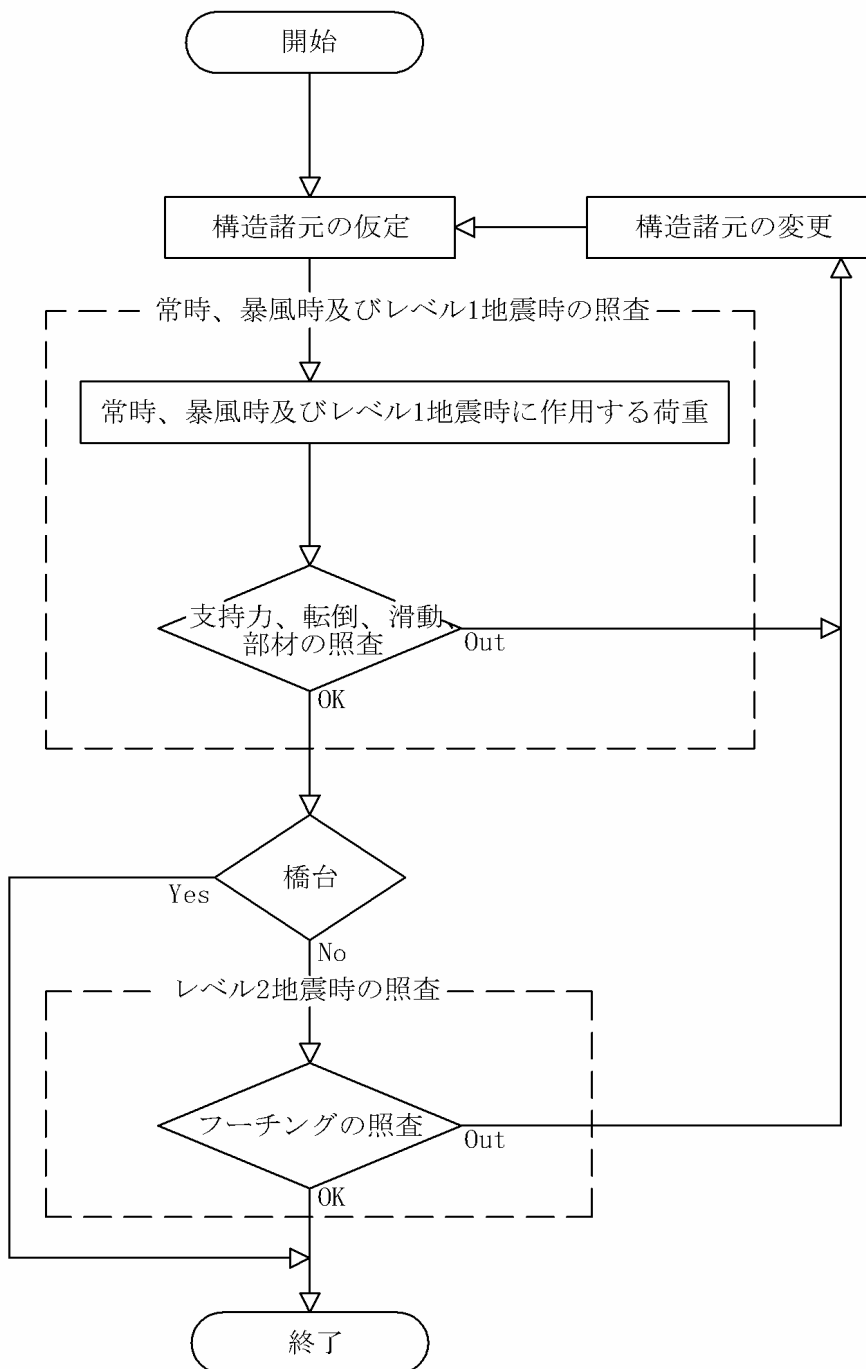 開始
構造諸元の仮定
構造諸元の変更
常時、暴風時及びレベル1地震時の照査
常時、暴風時及びレベル1地震時に作用する荷重
支持力、転倒、滑動、
部材の照査
Out
OK
橋台
Yes
No
レベル2地震時の照査
フーチングの照査
Out
OK
終了